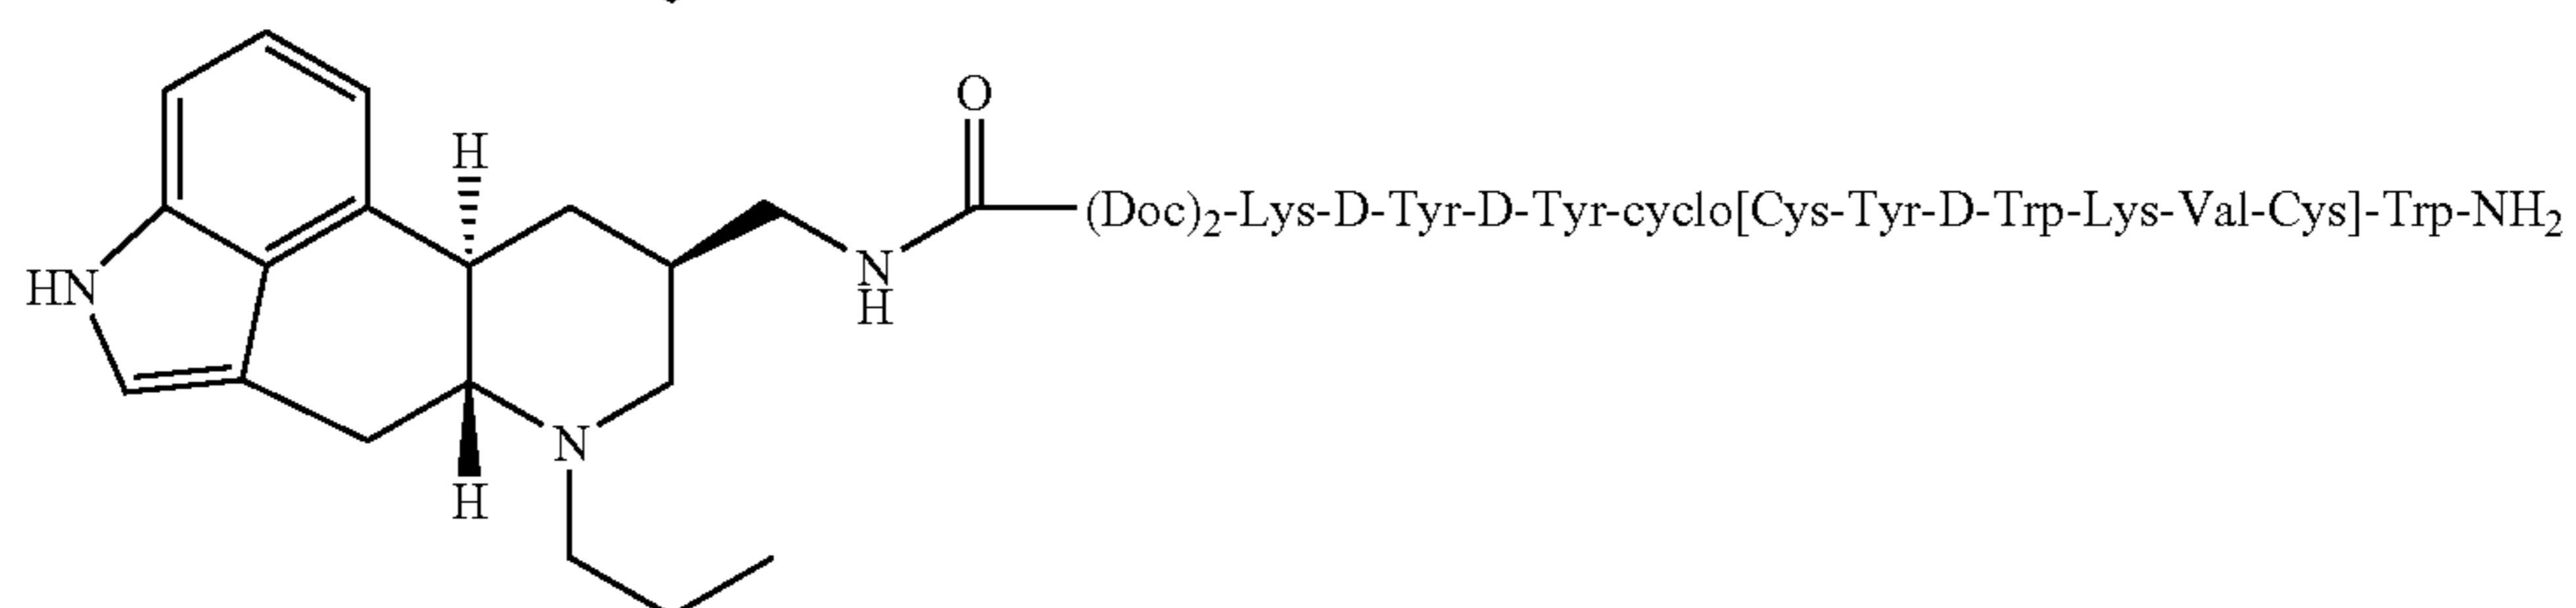 O
H
(Doc)₂-Lys-D-Tyr-D-Tyr-cyclo[Cys-Tyr-D-Trp-Lys-Val-Cys]-Trp-NH₂
HN
N
H
N
H